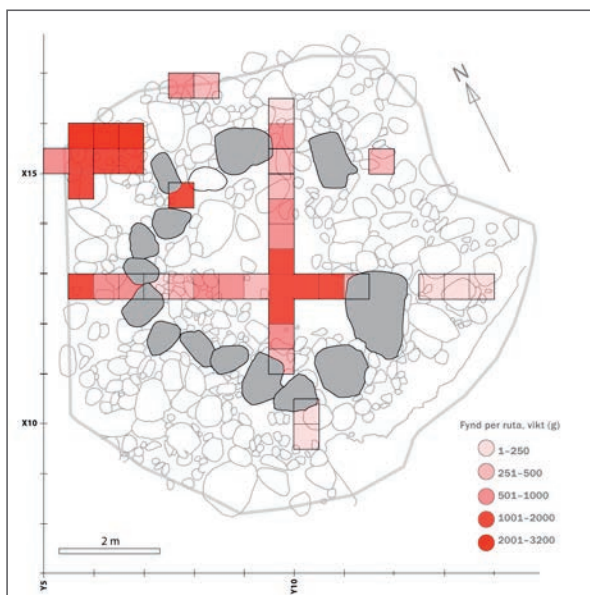 N
X15
X10
Fynd per ruta, vikt (g)
1–250
251–500
501–1000
1001–2000
2001–3200
2 m
Y5
Y10